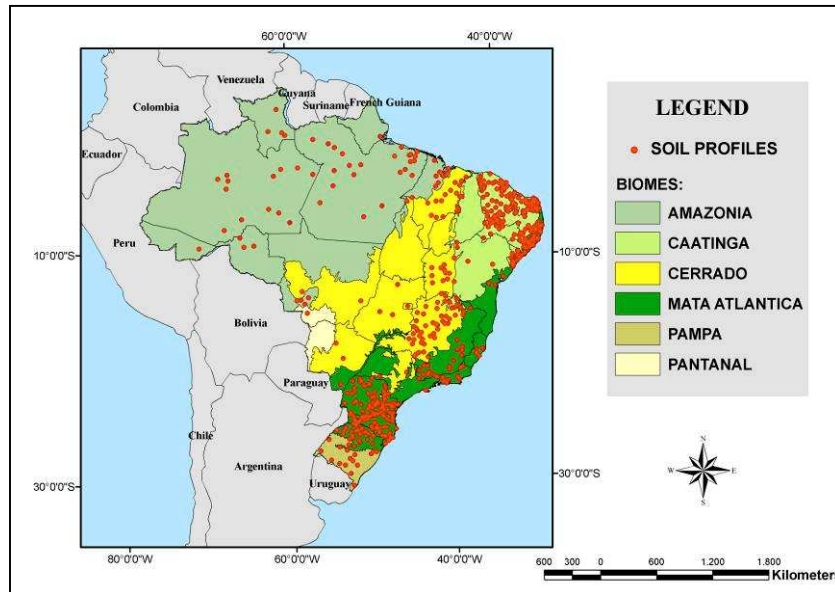 60°0'0"W
40°0'0"W
Venezuela
Guyana
Suriname
French Guiana
Colombia
Ecuador
Peru
10°0'0"S
10°0'0"S
Bolivia
Paraguay
Chile
Argentina
Uruguay
30°0'0"S
30°0'0"S
80°0'0"W
60°0'0"W
40°0'0"W
LEGEND
SOIL PROFILES
BIOMES:
AMAZONIA
CAATINGA
CERRADO
MATA ATLANTICA
PAMPA
PANTANAL
N
W E
S
600 300 0 600 1.200 1.800
Kilometers